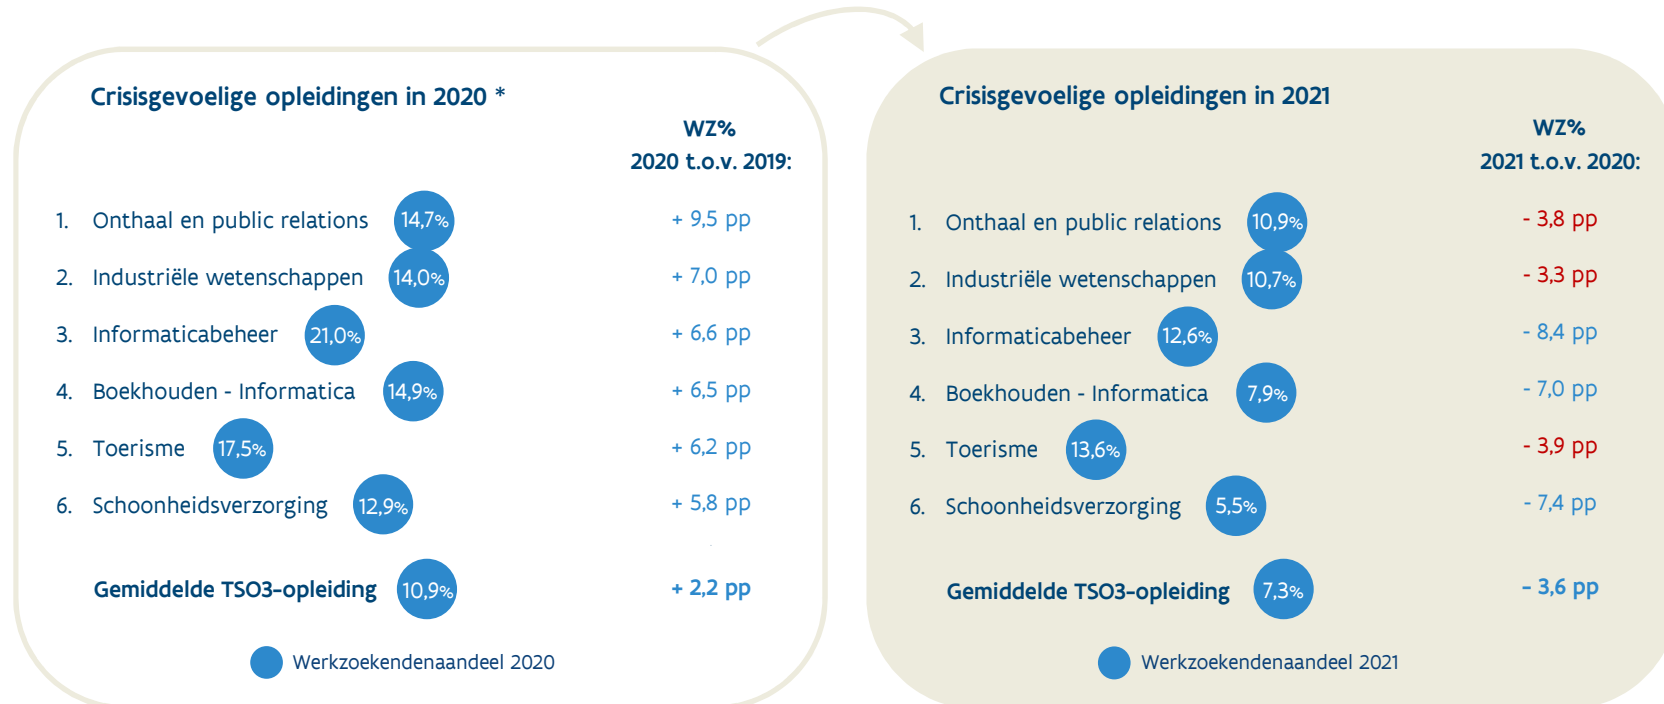 Crisisgevoelige opleidingen in 2020 *
WZ%
2020 t.o.v. 2019:
1. Onthaal en public relations 14,7% + 9,5 pp
2. Industriële wetenschappen 14,0% + 7,0 pp
3. Informaticabeheer 21,0% + 6,6 pp
4. Boekhouden - Informatica 14,9% + 6,5 pp
5. Toerisme 17,5% + 6,2 pp
6. Schoonheidsverzorging 12,9% + 5,8 pp
Gemiddelde TSO3-opleiding 10,9% + 2,2 pp
Werkzoekendenaandeel 2020
Crisisgevoelige opleidingen in 2021
WZ%
2021 t.o.v. 2020:
1. Onthaal en public relations 10,9% - 3,8 pp
2. Industriële wetenschappen 10,7% - 3,3 pp
3. Informaticabeheer 12,6% - 8,4 pp
4. Boekhouden - Informatica 7,9% - 7,0 pp
5. Toerisme 13,6% - 3,9 pp
6. Schoonheidsverzorging 5,5% - 7,4 pp
Gemiddelde TSO3-opleiding 7,3% - 3,6 pp
Werkzoekendenaandeel 2021